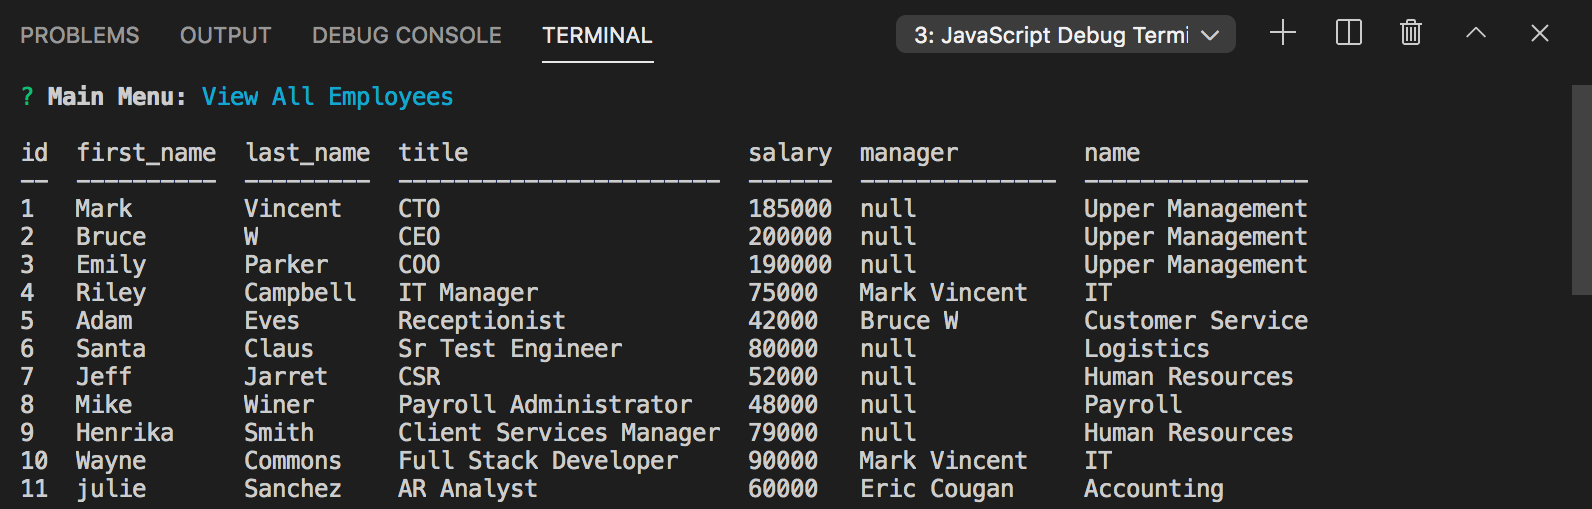 PROBLEMS OUTPUT DEBUG CONSOLE TERMINAL 3: JavaScript Debug Termi
? Main Menu: View All Employees
id first_name last_name title salary manager name
-- ---------- --------- ----------------------- ------ -------------- ----------------
1 Mark Vincent CTO 185000 null Upper Management
2 Bruce W CEO 200000 null Upper Management
3 Emily Parker COO 190000 null Upper Management
4 Riley Campbell IT Manager 75000 Mark Vincent IT
5 Adam Eves Receptionist 42000 Bruce W Customer Service
6 Santa Claus Sr Test Engineer 80000 null Logistics
7 Jeff Jarret CSR 52000 null Human Resources
8 Mike Winer Payroll Administrator 48000 null Payroll
9 Henrika Smith Client Services Manager 79000 null Human Resources
10 Wayne Commons Full Stack Developer 90000 Mark Vincent IT
11 julie Sanchez AR Analyst 60000 Eric Cougan Accounting